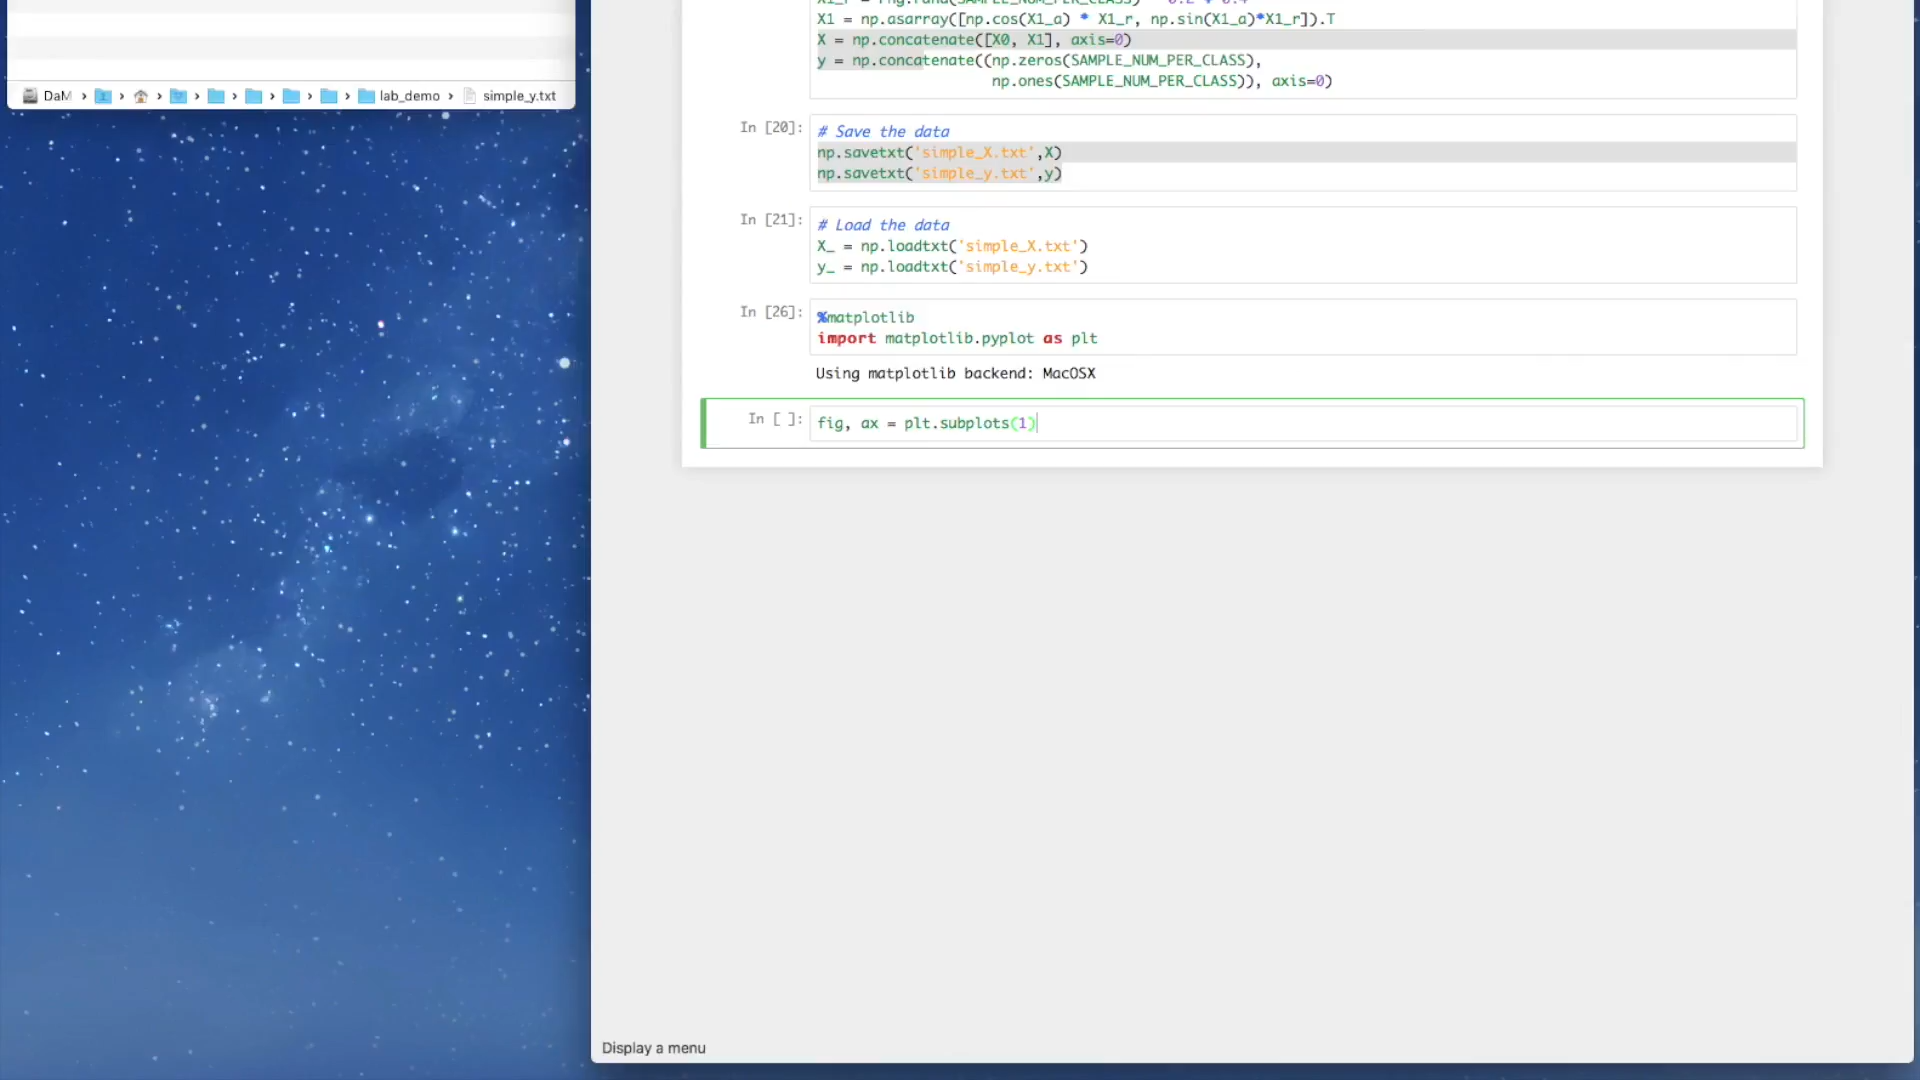 X1 = np.asarray([np.cos(X1_a) * X1_r, np.sin(X1_a)*X1_r]).T
X = np.concatenate([X0, X1], axis=0)
y = np.concatenate((np.zeros(SAMPLE_NUM_PER_CLASS),
np.ones(SAMPLE_NUM_PER_CLASS)), axis=0)
DaM › › › › › › › › lab_demo › simple_y.txt
In [20]:
# Save the data
np.savetxt('simple_X.txt',X)
np.savetxt('simple_y.txt',y)
In [21]:
# Load the data
X_ = np.loadtxt('simple_X.txt')
y_ = np.loadtxt('simple_y.txt')
In [26]:
%matplotlib
import matplotlib.pyplot as plt
Using matplotlib backend: MacOSX
In [ ]:
fig, ax = plt.subplots(1)
Display a menu